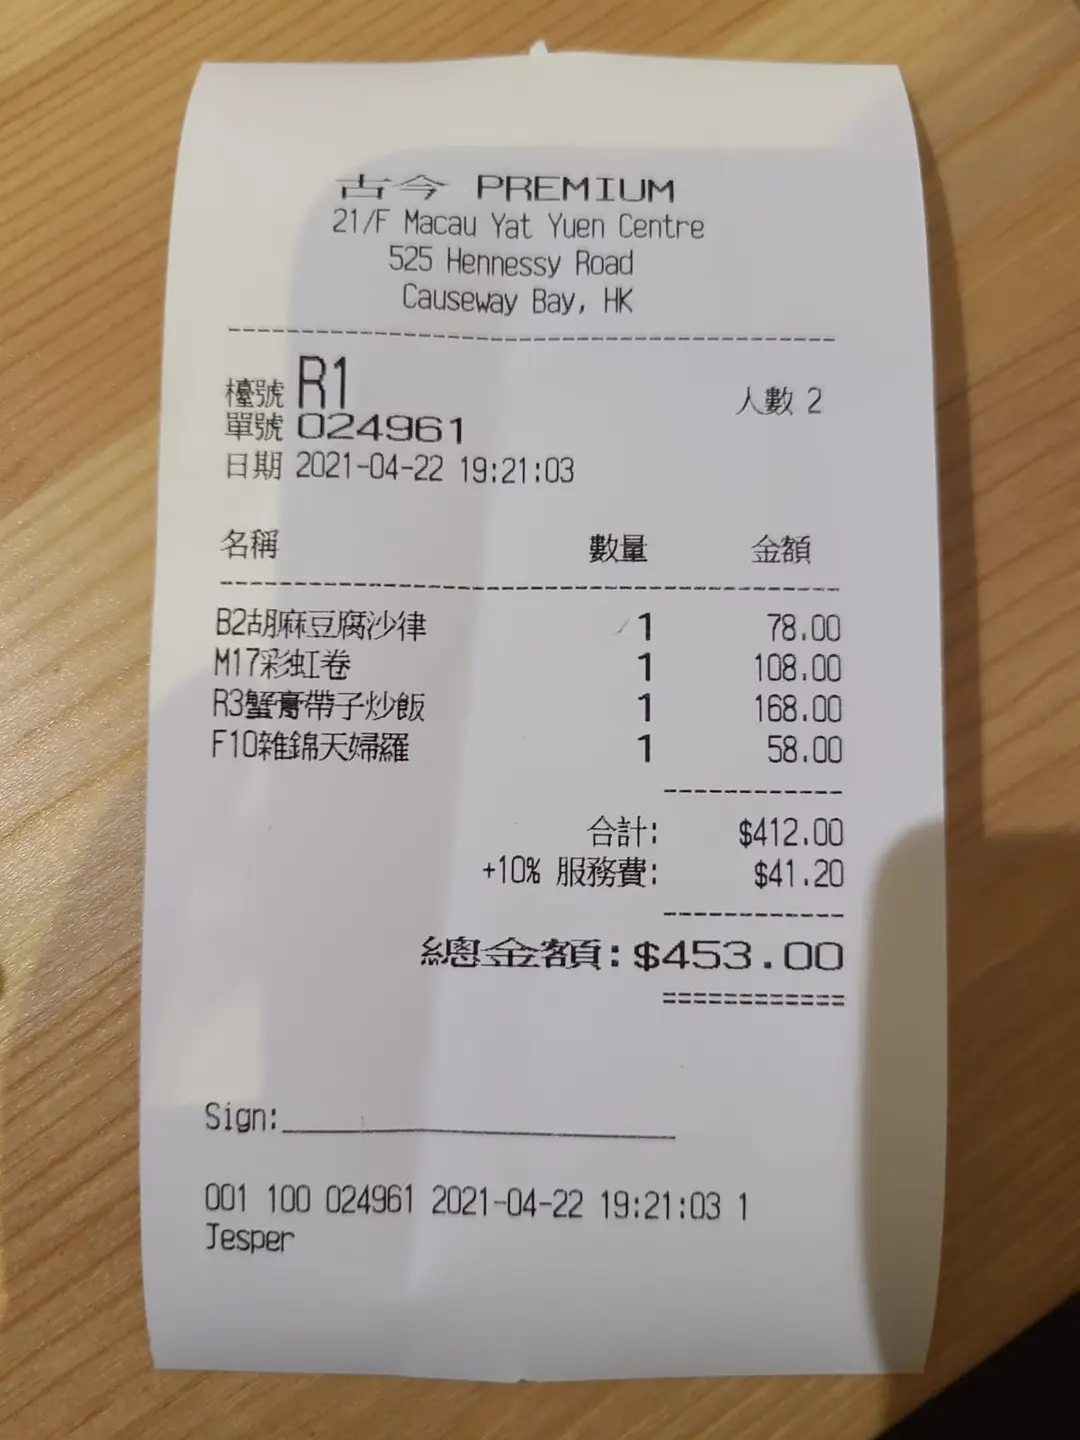 古今 PREMIUM
21/F Macau Yat Yuen Centre
525 Hennessy Road
Causeway Bay, HK
檯號 R1 人數 2
單號 024961
日期 2021-04-22 19:21:03
名稱 數量 金額
B2胡麻豆腐沙律 1 78.00
M17彩虹卷 1 108.00
R3蟹膏帶子炒飯 1 168.00
F10雜錦天婦羅 1 58.00
合計: $412.00
+10% 服務費: $41.20
總金額:$453.00
Sign:
001 100 024961 2021-04-22 19:21:03 1
Jesper